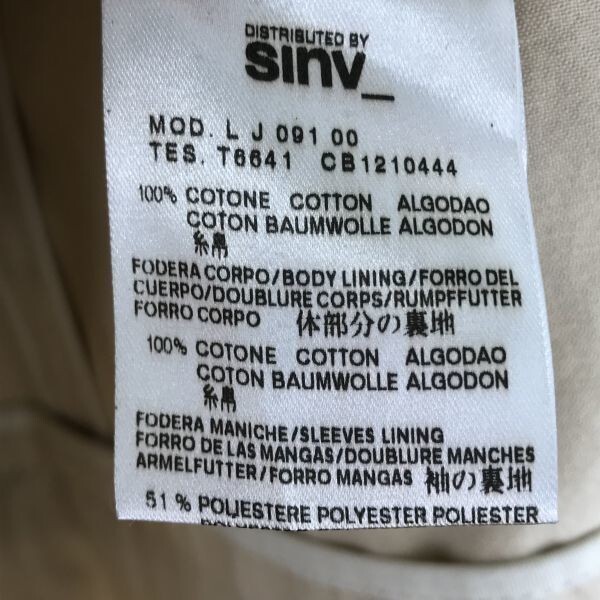 DISTRIBUTED BY
sinv_
MOD. L J 091 00
TES. T6641 CB1210444
100% COTONE COTTON ALGODAO
COTON BAUMWOLLE ALGODON
FODERA CORPO/BODY LINING/FORRO DEL
CUERPO/DOUBLURE CORPS/RUMPFFUTTER
FORRO CORPO 体部分の裏地
100% COTONE COTTON ALGODAO
COTON BAUMWOLLE ALGODON
FODERA MANICHE/SLEEVES LINING
FORRO DE LAS MANGAS/DOUBLURE MANCHES
ARMELFUTTER/FORRO MANGAS 袖の裏地
51% POLIESTERE POLYESTER POLIESTER